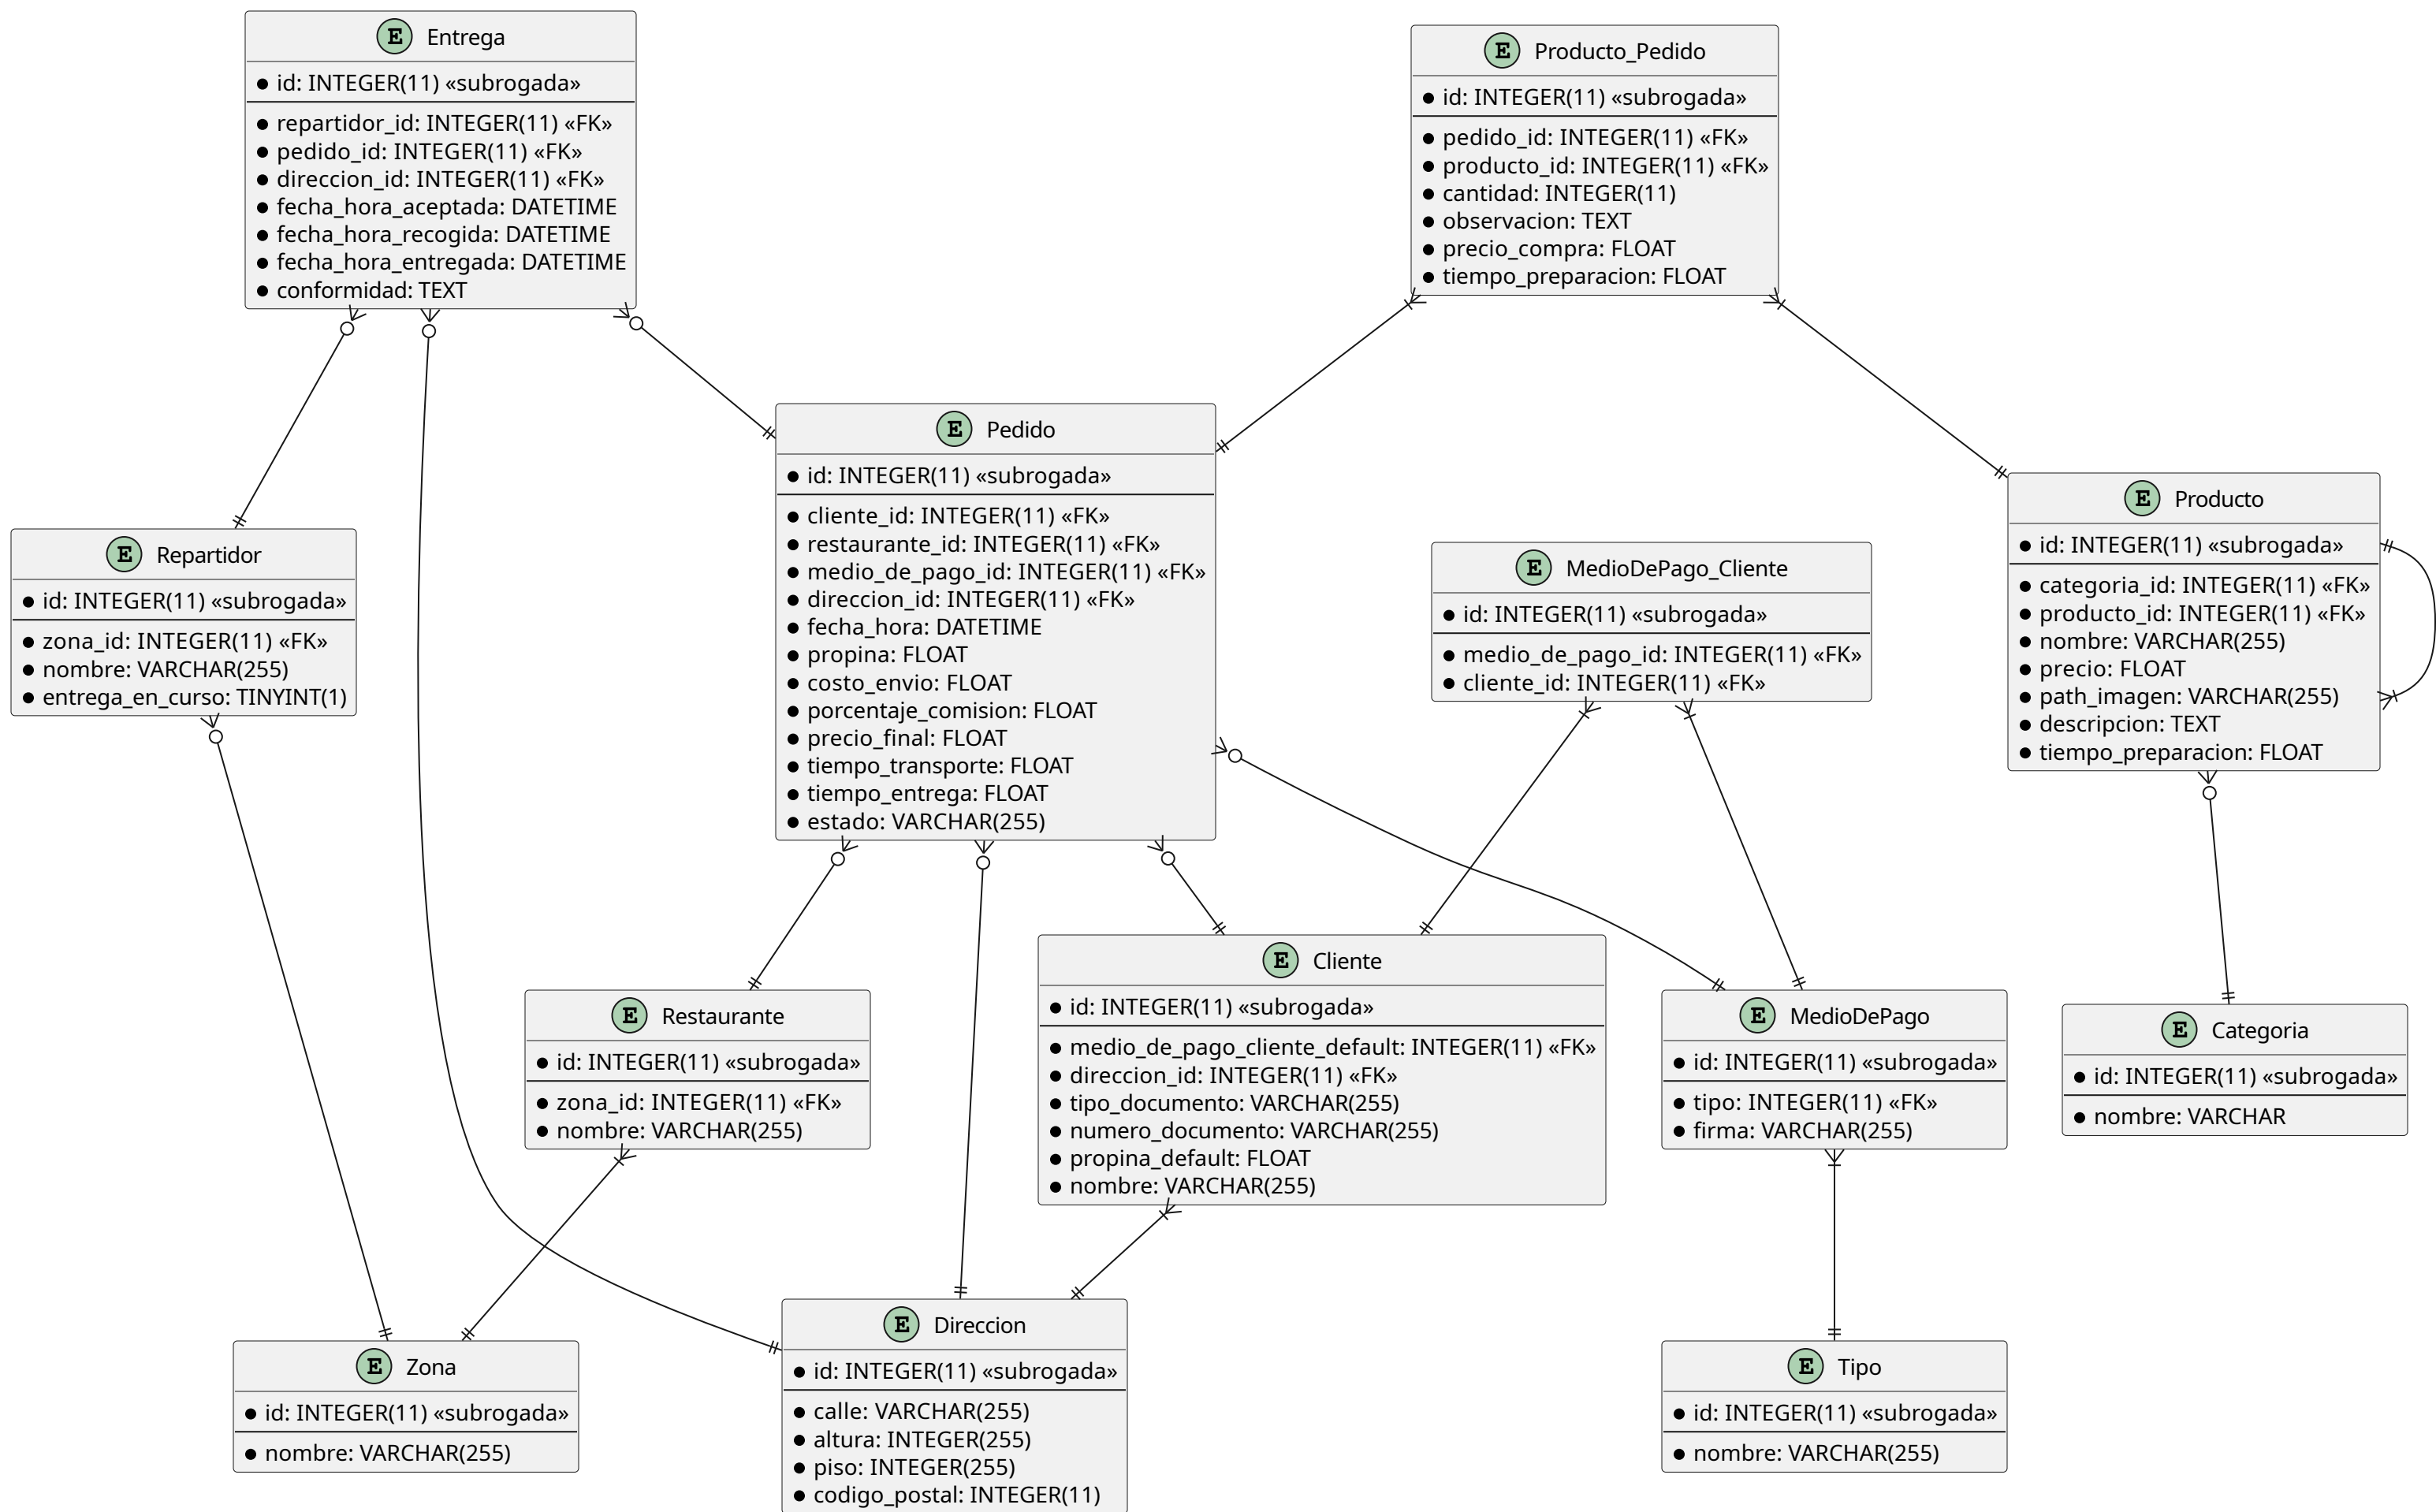 E Entrega
id: INTEGER(11) «subrogada»
repartidor_id: INTEGER(11) «FK»
pedido_id: INTEGER(11) «FK»
direccion_id: INTEGER(11) «FK»
fecha_hora_aceptada: DATETIME
fecha_hora_recogida: DATETIME
fecha_hora_entregada: DATETIME
conformidad: TEXT
E Producto_Pedido
id: INTEGER(11) «subrogada»
pedido_id: INTEGER(11) «FK»
producto_id: INTEGER(11) «FK»
cantidad: INTEGER(11)
observacion: TEXT
precio_compra: FLOAT
tiempo_preparacion: FLOAT
E Pedido
id: INTEGER(11) «subrogada»
cliente_id: INTEGER(11) «FK»
restaurante_id: INTEGER(11) «FK»
medio_de_pago_id: INTEGER(11) «FK»
direccion_id: INTEGER(11) «FK»
fecha_hora: DATETIME
propina: FLOAT
costo_envio: FLOAT
porcentaje_comision: FLOAT
precio_final: FLOAT
tiempo_transporte: FLOAT
tiempo_entrega: FLOAT
estado: VARCHAR(255)
E Producto
id: INTEGER(11) «subrogada»
categoria_id: INTEGER(11) «FK»
producto_id: INTEGER(11) «FK»
nombre: VARCHAR(255)
precio: FLOAT
path_imagen: VARCHAR(255)
descripcion: TEXT
tiempo_preparacion: FLOAT
E Repartidor
id: INTEGER(11) «subrogada»
zona_id: INTEGER(11) «FK»
nombre: VARCHAR(255)
entrega_en_curso: TINYINT(1)
E MedioDePago_Cliente
id: INTEGER(11) «subrogada»
medio_de_pago_id: INTEGER(11) «FK»
cliente_id: INTEGER(11) «FK»
E Restaurante
id: INTEGER(11) «subrogada»
zona_id: INTEGER(11) «FK»
nombre: VARCHAR(255)
E Cliente
id: INTEGER(11) «subrogada»
medio_de_pago_cliente_default: INTEGER(11) «FK»
direccion_id: INTEGER(11) «FK»
tipo_documento: VARCHAR(255)
numero_documento: VARCHAR(255)
propina_default: FLOAT
nombre: VARCHAR(255)
E MedioDePago
id: INTEGER(11) «subrogada»
tipo: INTEGER(11) «FK»
firma: VARCHAR(255)
E Categoria
id: INTEGER(11) «subrogada»
nombre: VARCHAR
E Zona
id: INTEGER(11) «subrogada»
nombre: VARCHAR(255)
E Direccion
id: INTEGER(11) «subrogada»
calle: VARCHAR(255)
altura: INTEGER(255)
piso: INTEGER(255)
codigo_postal: INTEGER(11)
E Tipo
id: INTEGER(11) «subrogada»
nombre: VARCHAR(255)